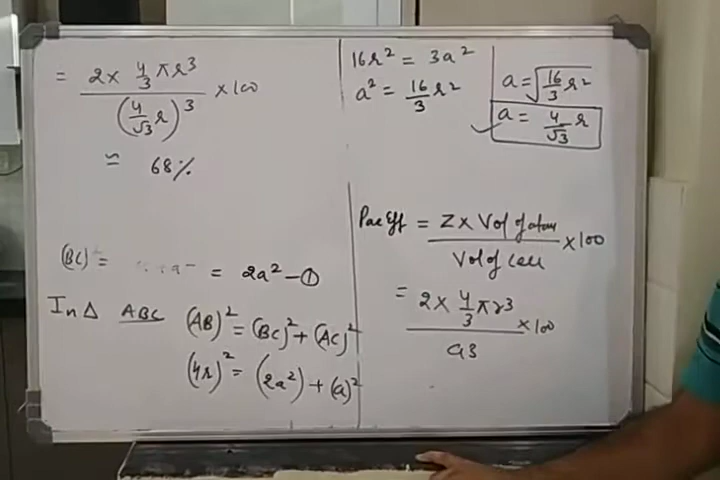 = 2 × 4/3 πr³ / (4/√3 r)³ × 100
≃ 68%
(BC)² = = 2a² – ①
In Δ ABC (AB)² = (BC)² + (AC)²
(4r)² = (2a²) + (a)²
16r² = 3a²
a² = 16/3 r²
a = √(16/3 r²)
✓ a = 4/√3 r
Pac Eff = Z × Vol of atom / Vol of cell × 100
= 2 × 4/3 πr³ / a3 × 100